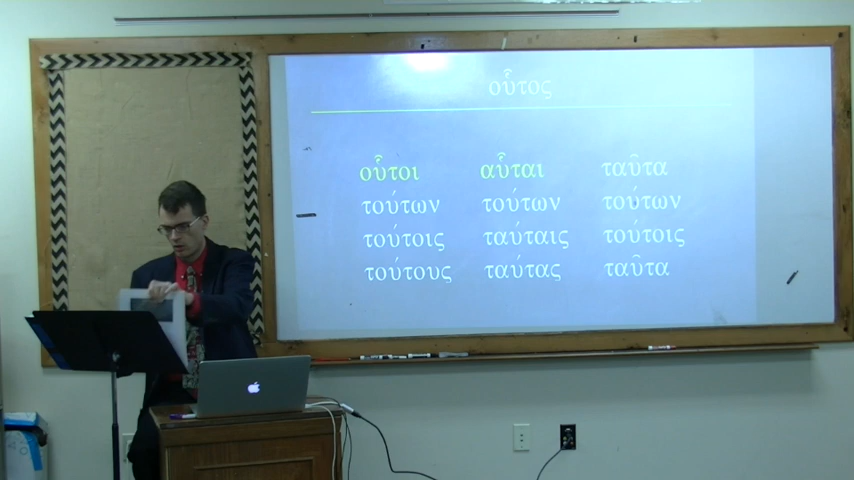 οὗτος
οὗτοι αὗται ταῦτα
τούτων τούτων τούτων
τούτοις ταύταις τούτοις
τούτους ταύτας ταῦτα